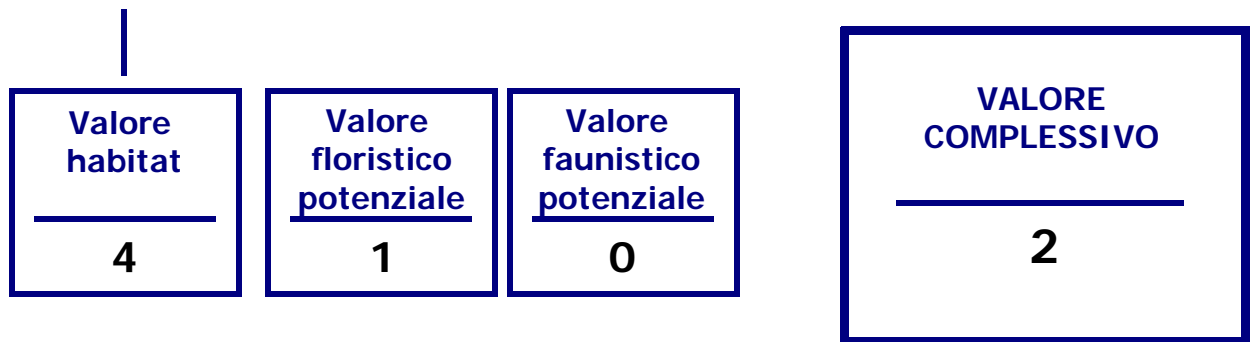 Valore
habitat
4
Valore
floristico
potenziale
1
Valore
faunistico
potenziale
0
VALORE
COMPLESSIVO
2